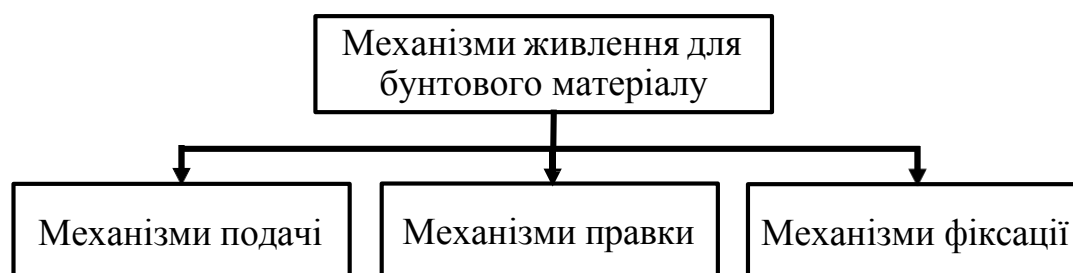 Механізми живлення для
бунтового матеріалу
Механізми подачі
Механізми правки
Механізми фіксації